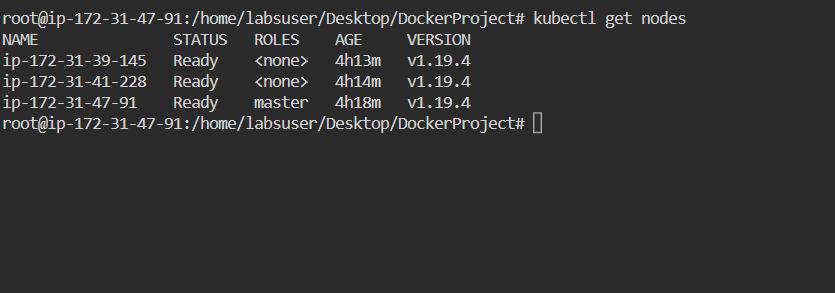 root@ip-172-31-47-91:/home/labsuser/Desktop/DockerProject# kubectl get nodes
NAME STATUS ROLES AGE VERSION
ip-172-31-39-145 Ready <none> 4h13m v1.19.4
ip-172-31-41-228 Ready <none> 4h14m v1.19.4
ip-172-31-47-91 Ready master 4h18m v1.19.4
root@ip-172-31-47-91:/home/labsuser/Desktop/DockerProject#